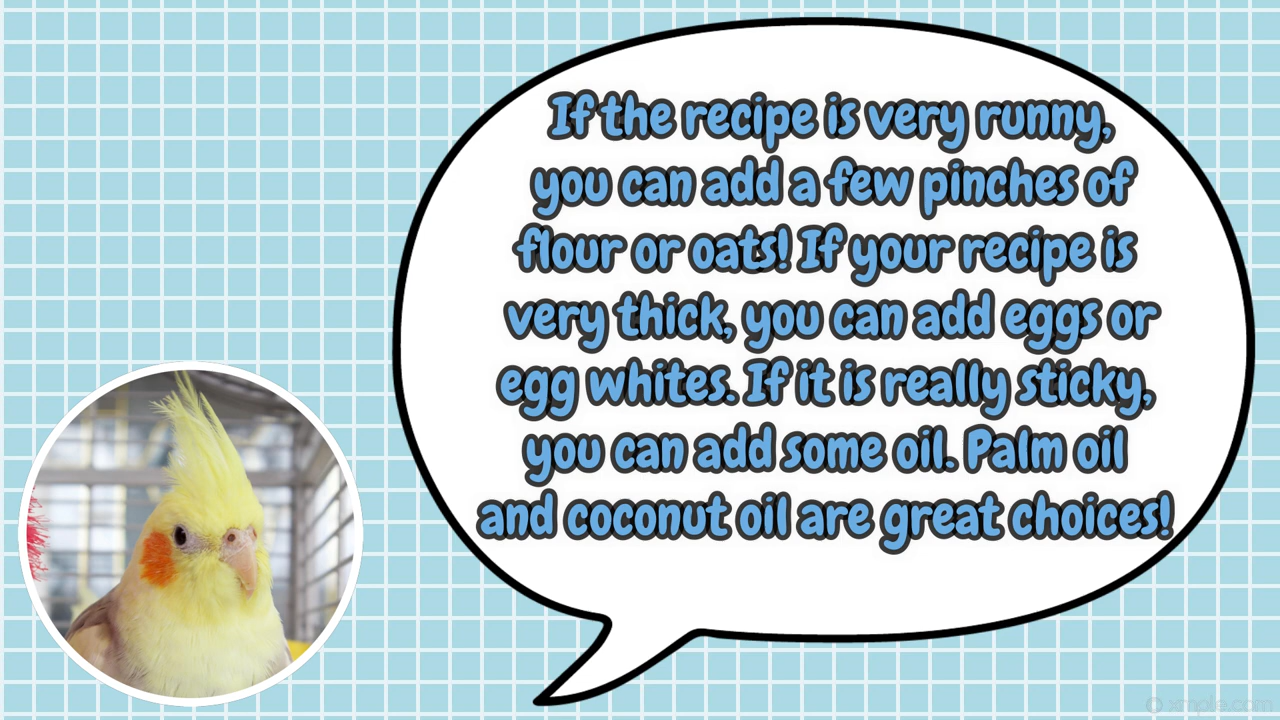 If the recipe is very runny,
you can add a few pinches of
flour or oats! If your recipe is
very thick, you can add eggs or
egg whites. If it is really sticky,
you can add some oil. Palm oil
and coconut oil are great choices!
xmple.com